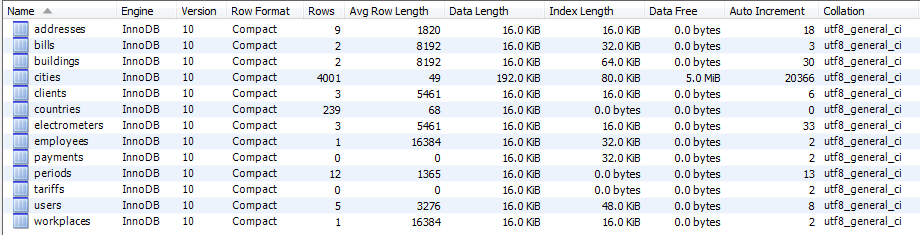 Name Engine Version Row Format Rows Avg Row Length Data Length Index Length Data Free Auto Increment Collation
addresses InnoDB 10 Compact 9 1820 16.0 KiB 16.0 KiB 0.0 bytes 18 utf8_general_ci
bills InnoDB 10 Compact 2 8192 16.0 KiB 32.0 KiB 0.0 bytes 3 utf8_general_ci
buildings InnoDB 10 Compact 2 8192 16.0 KiB 64.0 KiB 0.0 bytes 30 utf8_general_ci
cities InnoDB 10 Compact 4001 49 192.0 KiB 80.0 KiB 5.0 MiB 20366 utf8_general_ci
clients InnoDB 10 Compact 3 5461 16.0 KiB 16.0 KiB 0.0 bytes 6 utf8_general_ci
countries InnoDB 10 Compact 239 68 16.0 KiB 0.0 bytes 0.0 bytes 0 utf8_general_ci
electrometers InnoDB 10 Compact 3 5461 16.0 KiB 16.0 KiB 0.0 bytes 33 utf8_general_ci
employees InnoDB 10 Compact 1 16384 16.0 KiB 32.0 KiB 0.0 bytes 2 utf8_general_ci
payments InnoDB 10 Compact 0 0 16.0 KiB 32.0 KiB 0.0 bytes 2 utf8_general_ci
periods InnoDB 10 Compact 12 1365 16.0 KiB 0.0 bytes 0.0 bytes 13 utf8_general_ci
tariffs InnoDB 10 Compact 0 0 16.0 KiB 0.0 bytes 0.0 bytes 2 utf8_general_ci
users InnoDB 10 Compact 5 3276 16.0 KiB 48.0 KiB 0.0 bytes 8 utf8_general_ci
workplaces InnoDB 10 Compact 1 16384 16.0 KiB 16.0 KiB 0.0 bytes 2 utf8_general_ci